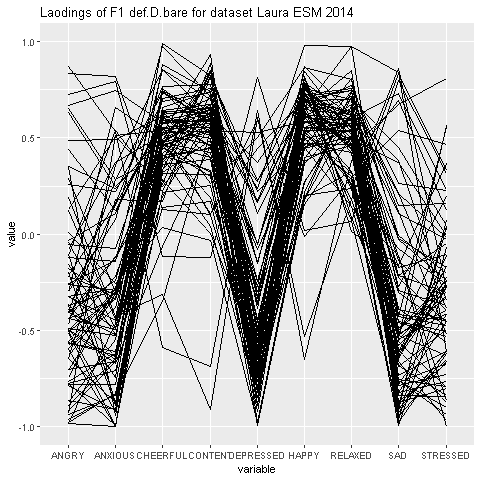 Laodings of F1 def.D.bare for dataset Laura ESM 2014
1.0
0.5
0.0
-0.5
-1.0
value
ANGRY ANXIOUS CHEERFUL CONTENT DEPRESSED HAPPY RELAXED SAD STRESSED
variable